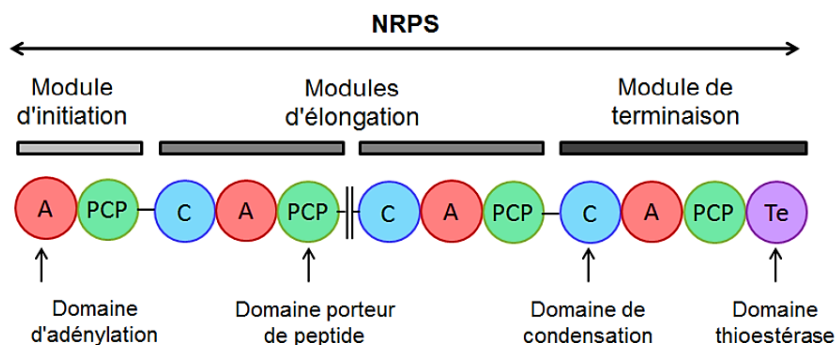 NRPS
Module
d'initiation
Modules
d'élongation
Module de
terminaison
A PCP C A PCP C A PCP C A PCP Te
Domaine
d'adénylation
Domaine porteur
de peptide
Domaine de
condensation
Domaine
thioestérase